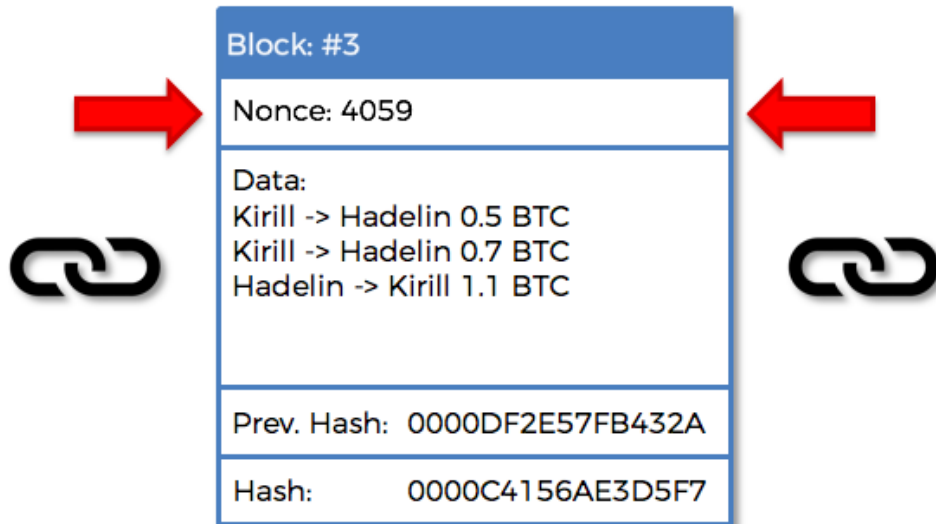 Block: #3
Nonce: 4059
Data:
Kirill -> Hadelin 0.5 BTC
Kirill -> Hadelin 0.7 BTC
Hadelin -> Kirill 1.1 BTC
Prev. Hash: 0000DF2E57FB432A
Hash: 0000C4156AE3D5F7